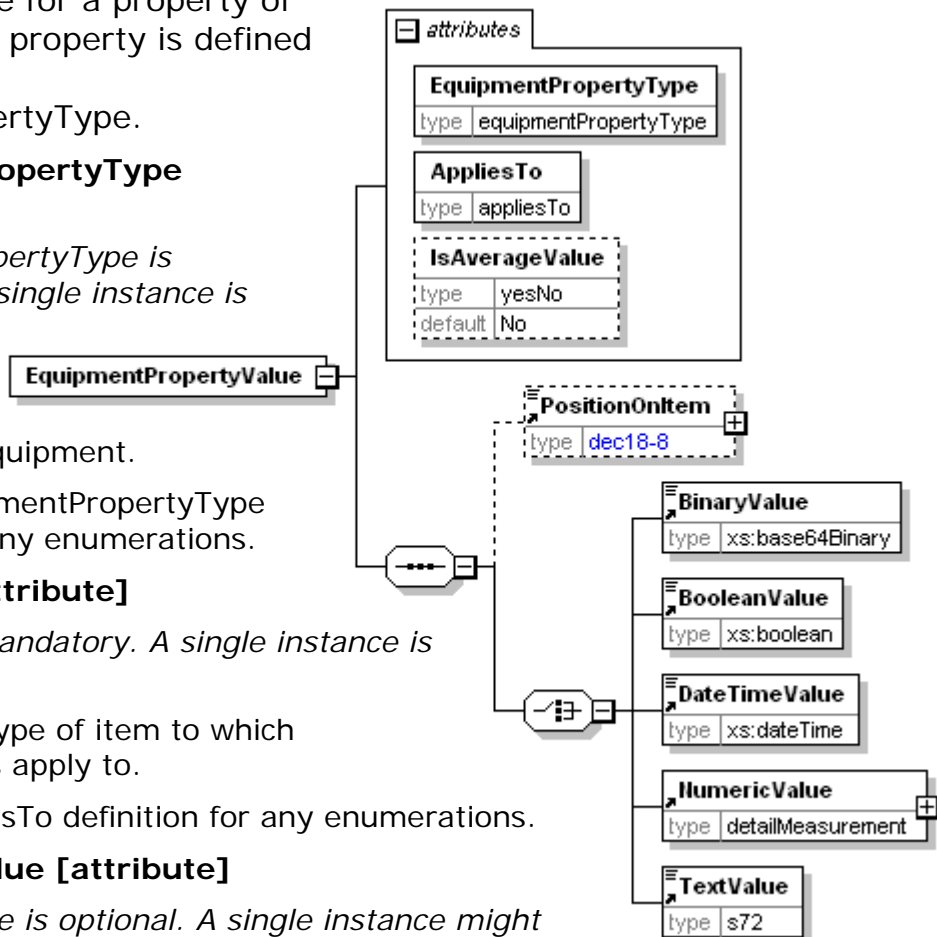 e for a property of
property is defined
ertyType.
opertyType
pertyType is
single instance is
quipment.
mentPropertyType
ny enumerations.
ttribute]
andatory. A single instance is
ype of item to which
s apply to.
sTo definition for any enumerations.
lue [attribute]
e is optional. A single instance might
attributes
EquipmentPropertyType
type equipmentPropertyType
AppliesTo
type appliesTo
IsAverageValue
type yesNo
default No
EquipmentPropertyValue
PositionOnItem
type dec18-8
BinaryValue
type xs:base64Binary
BooleanValue
type xs:boolean
DateTimeValue
type xs:dateTime
NumericValue
type detailMeasurement
TextValue
type s72